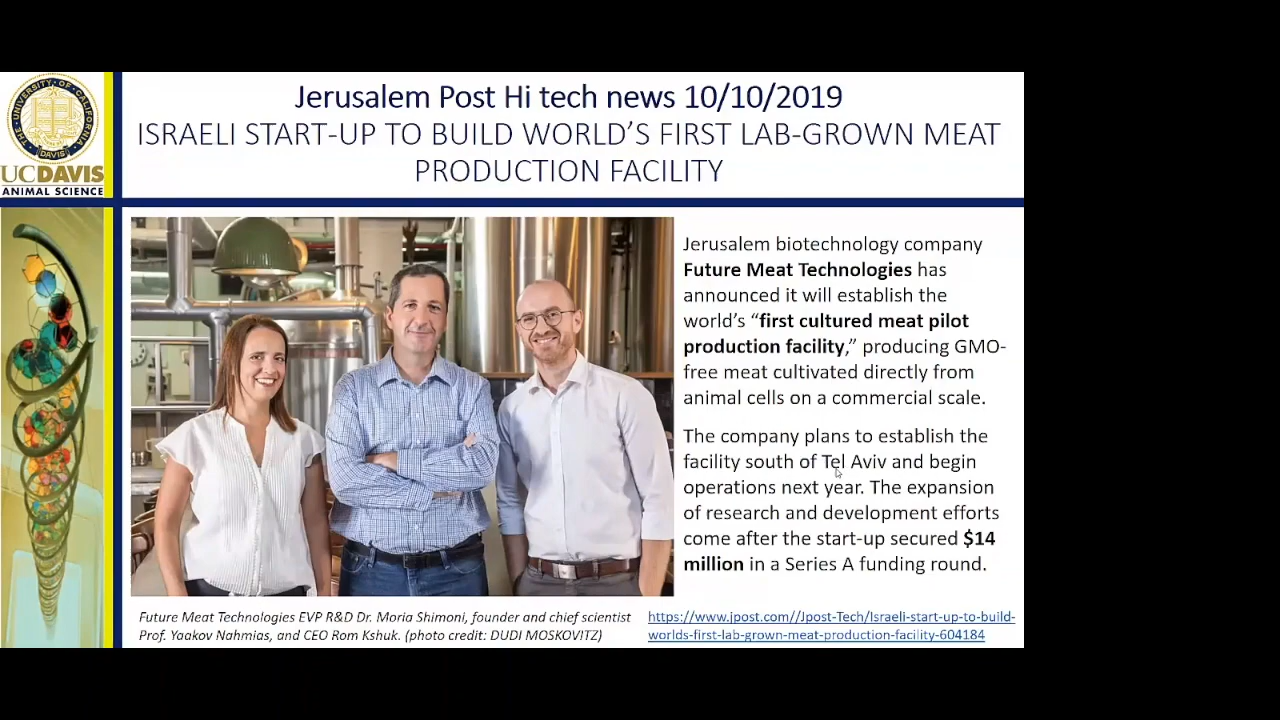 Jerusalem Post Hi tech news 10/10/2019
ISRAELI START-UP TO BUILD WORLD’S FIRST LAB-GROWN MEAT
PRODUCTION FACILITY
THE UNIVERSITY OF CALIFORNIA
DAVIS
UCDAVIS
ANIMAL SCIENCE
Jerusalem biotechnology company
Future Meat Technologies has
announced it will establish the
world’s “first cultured meat pilot
production facility,” producing GMO-
free meat cultivated directly from
animal cells on a commercial scale.
The company plans to establish the
facility south of Tel Aviv and begin
operations next year. The expansion
of research and development efforts
come after the start-up secured $14
million in a Series A funding round.
Future Meat Technologies EVP R&D Dr. Moria Shimoni, founder and chief scientist
Prof. Yaakov Nahmias, and CEO Rom Kshuk. (photo credit: DUDI MOSKOVITZ)
https://www.jpost.com//Jpost-Tech/Israeli-start-up-to-build-
worlds-first-lab-grown-meat-production-facility-604184